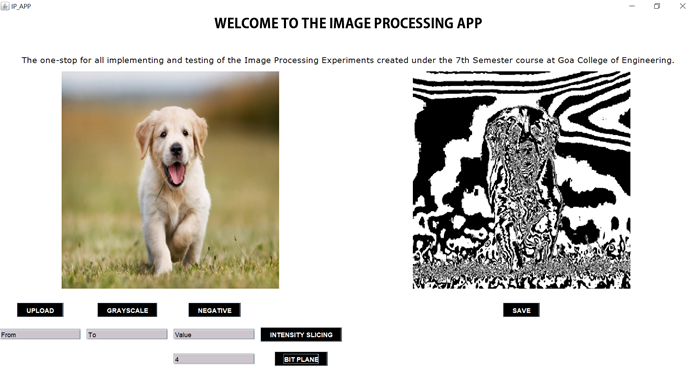 IP_APP
WELCOME TO THE IMAGE PROCESSING APP
The one-stop for all implementing and testing of the Image Processing Experiments created under the 7th Semester course at Goa College of Engineering.
UPLOAD GRAYSCALE NEGATIVE SAVE
From To Value INTENSITY SLICING
4 BIT PLANE